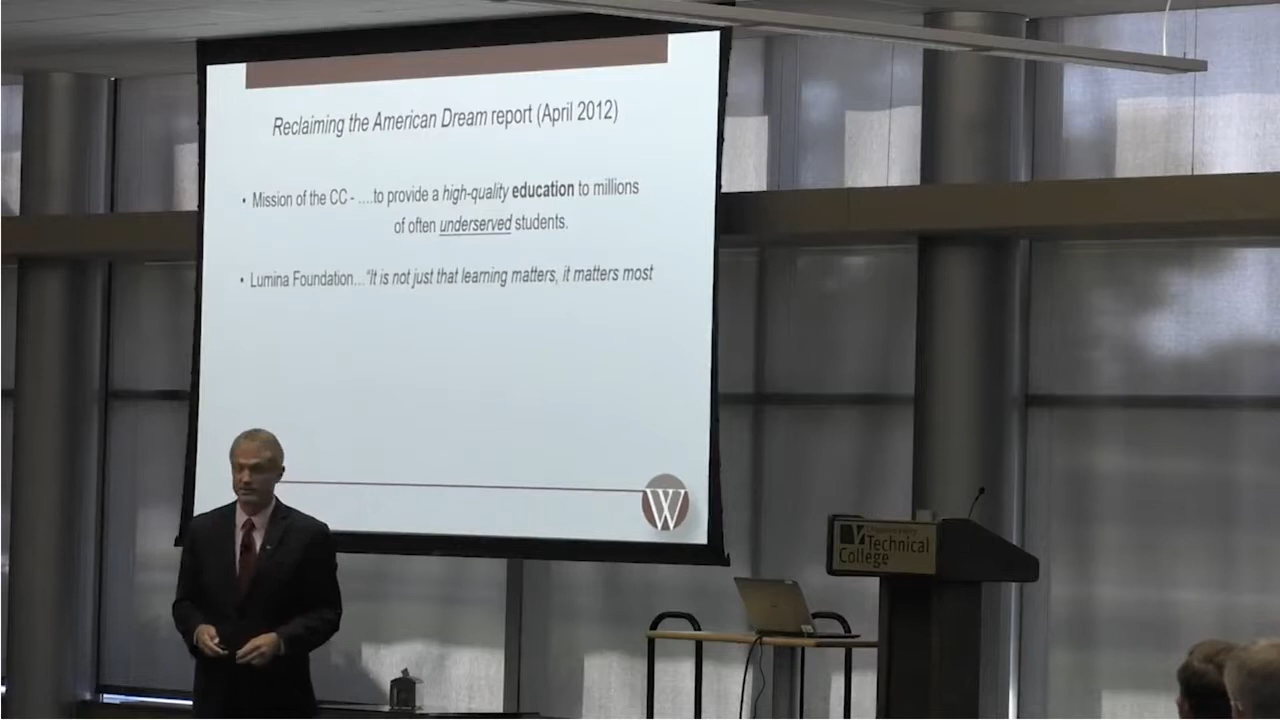 Reclaiming the American Dream report (April 2012)
• Mission of the CC - ....to provide a high-quality education to millions
of often underserved students.
• Lumina Foundation..."It is not just that learning matters, it matters most
W
Technical
College